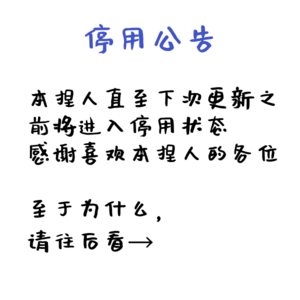 停用公告
本捏人直至下次更新之
前将进入停用状态
感谢喜欢本捏人的各位
至于为什么，
请往后看→